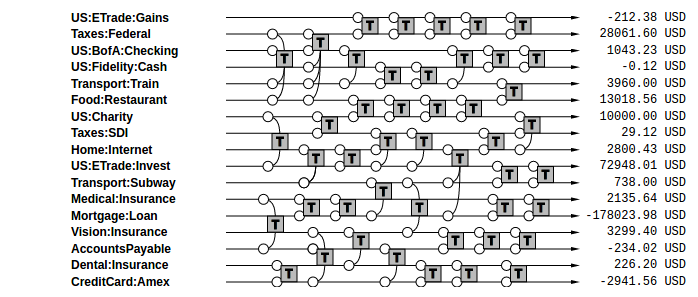 US:ETrade:Gains -212.38 USD
Taxes:Federal 28061.60 USD
US:BofA:Checking 1043.23 USD
US:Fidelity:Cash -0.12 USD
Transport:Train 3960.00 USD
Food:Restaurant 13018.56 USD
US:Charity 10000.00 USD
Taxes:SDI 29.12 USD
Home:Internet 2800.43 USD
US:ETrade:Invest 72948.01 USD
Transport:Subway 738.00 USD
Medical:Insurance 2135.64 USD
Mortgage:Loan -178023.98 USD
Vision:Insurance 3299.40 USD
AccountsPayable -234.02 USD
Dental:Insurance 226.20 USD
CreditCard:Amex -2941.56 USD